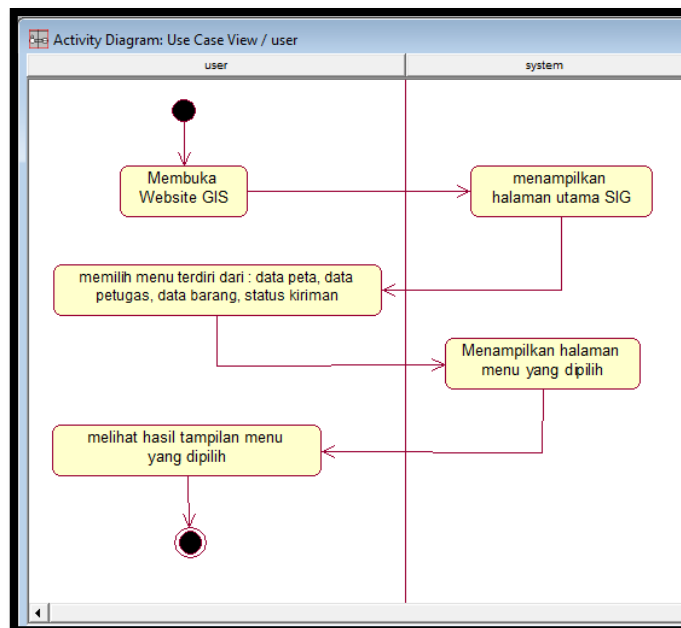 Activity Diagram: Use Case View / user
user
system
Membuka
Website GIS
menampilkan
halaman utama SIG
memilih menu terdiri dari : data peta, data
petugas, data barang, status kiriman
Menampilkan halaman
menu yang dipilih
melihat hasil tampilan menu
yang dipilih